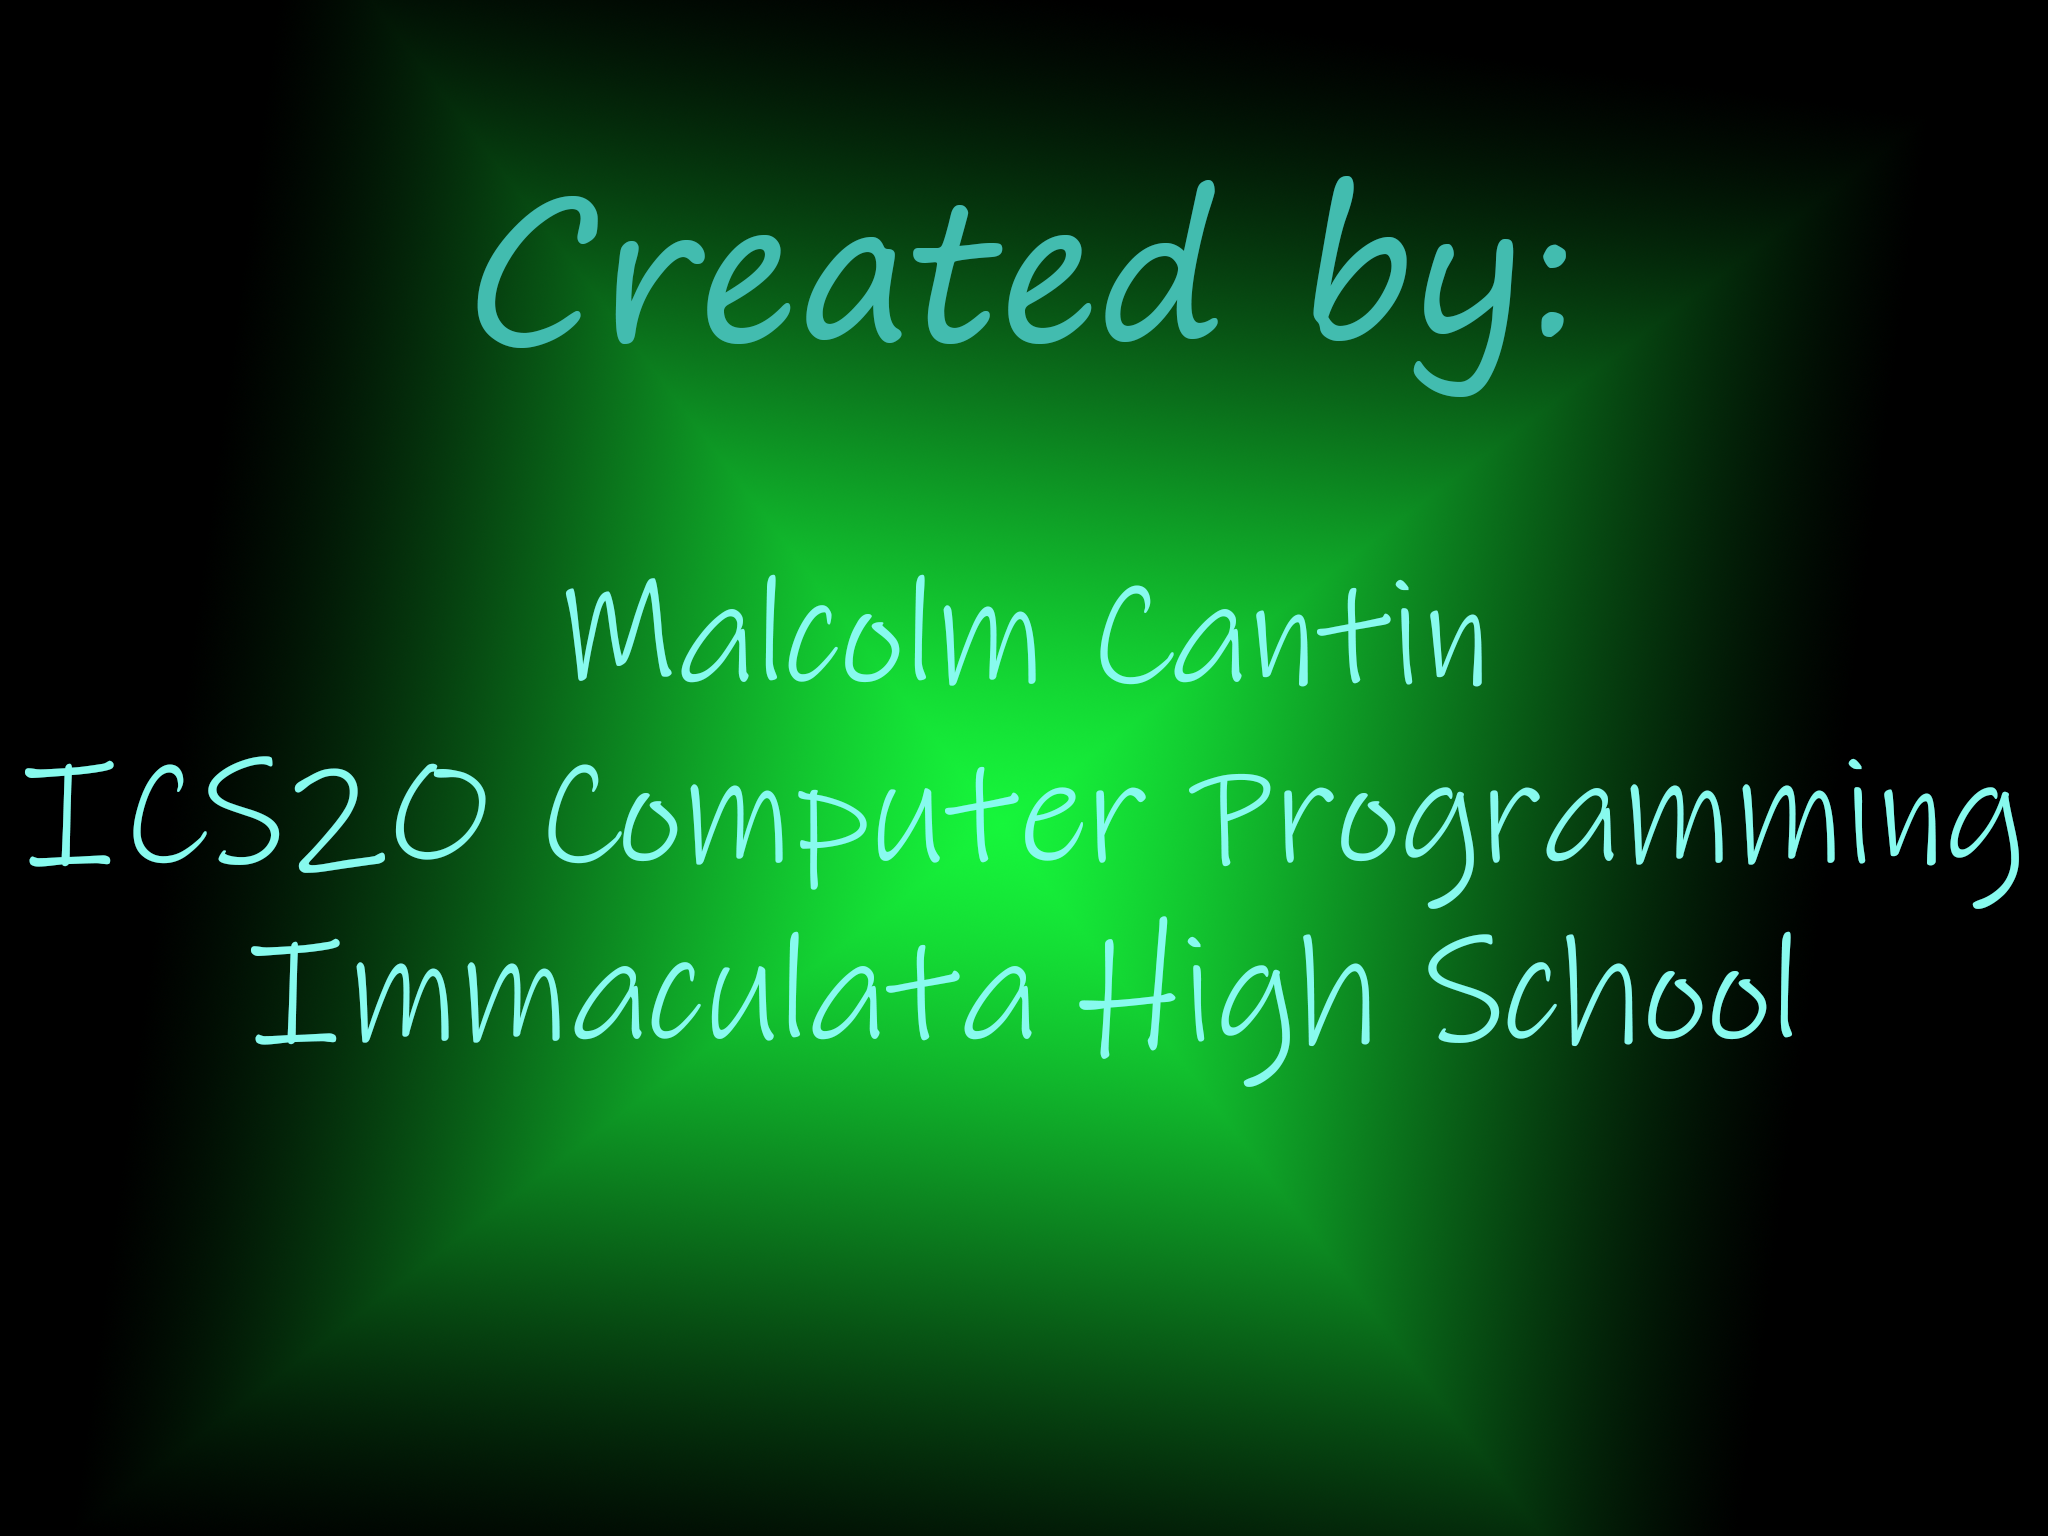 Created by:
Malcolm Cantin
ICS20 Computer Programming
Immaculata High School